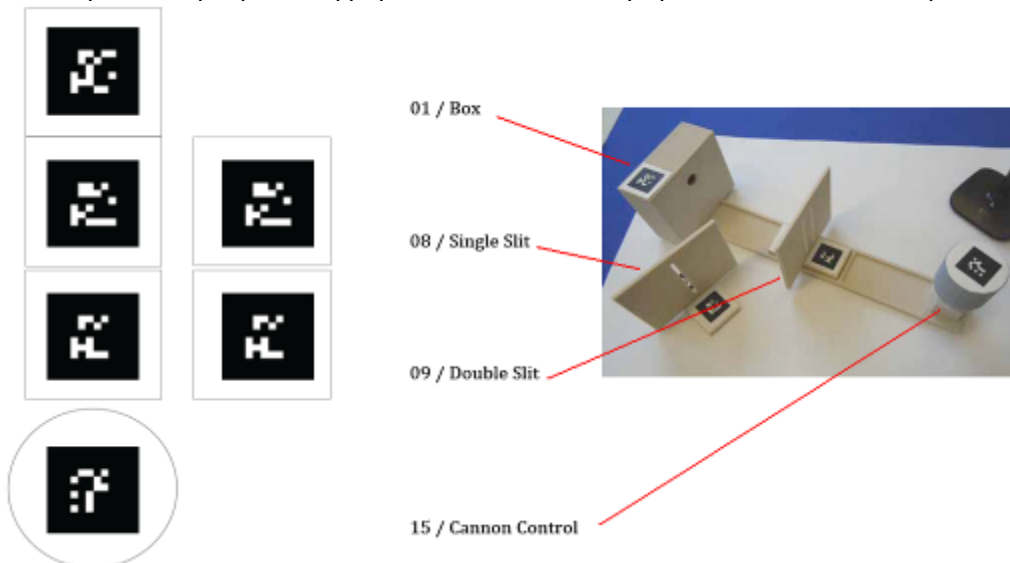 01 / Box
08 / Single Slit
09 / Double Slit
15 / Cannon Control